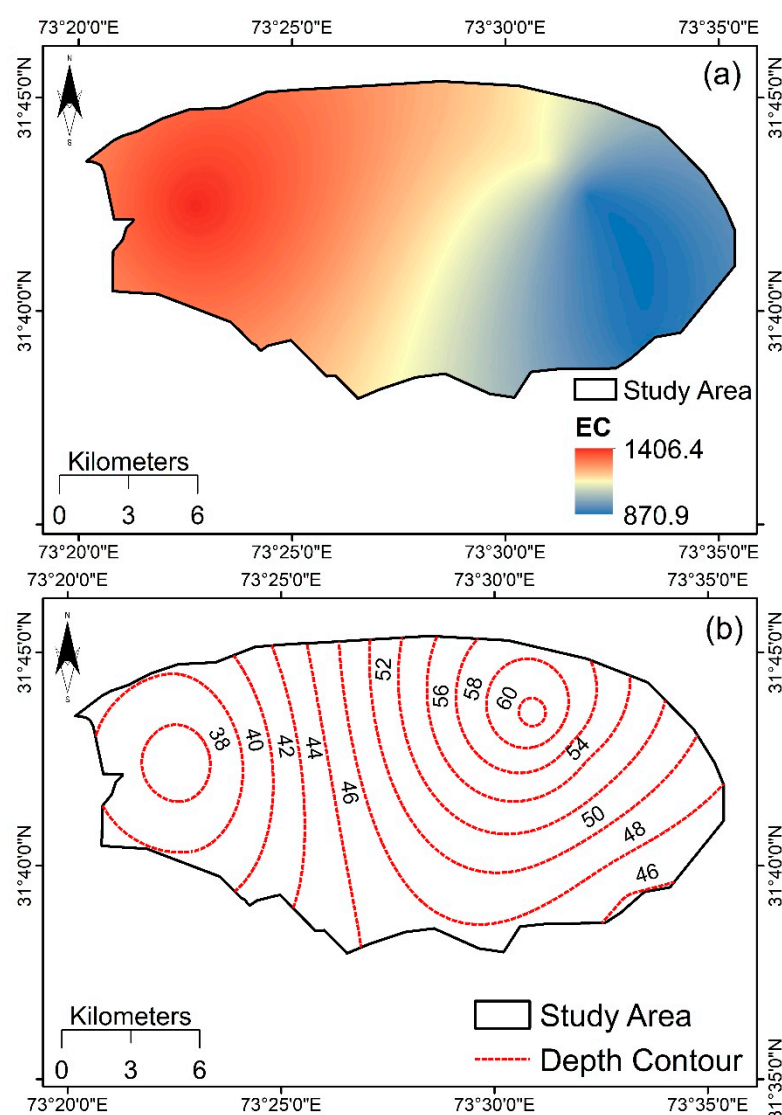 73°20'0"E 73°25'0"E 73°30'0"E 73°35'0"E
(a)
N
S
31°45'0"N 31°45'0"N
31°40'0"N 31°40'0"N
Study Area
EC
1406.4
870.9
Kilometers
0 3 6
73°20'0"E 73°25'0"E 73°30'0"E 73°35'0"E
73°20'0"E 73°25'0"E 73°30'0"E 73°35'0"E
(b)
N
S
31°45'0"N 31°45'0"N
38 40 42 44 46 52 56 58 60 54 50 48 46
31°40'0"N 31°40'0"N
Study Area
Depth Contour
Kilometers
0 3 6
31°35'0"N
73°20'0"E 73°25'0"E 73°30'0"E 73°35'0"E